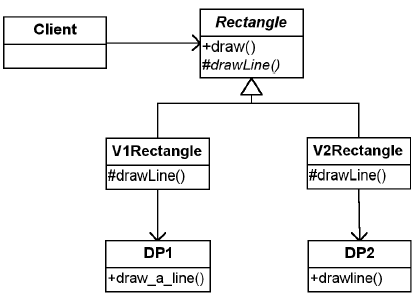 Client
Rectangle
+draw()
#drawLine()
V1Rectangle
#drawLine()
V2Rectangle
#drawLine()
DP1
+draw_a_line()
DP2
+drawline()